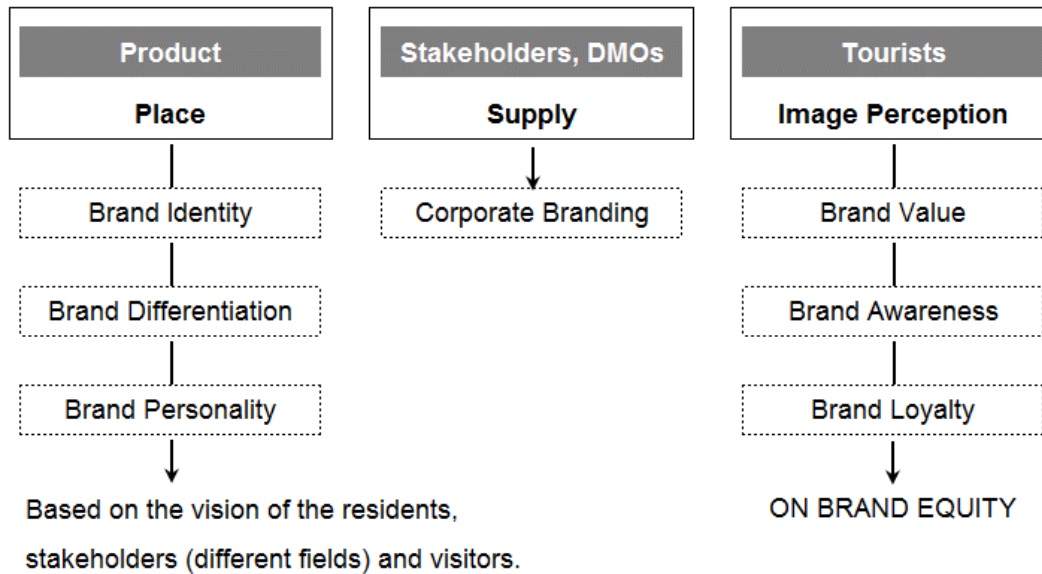 Product
Place
Brand Identity
Brand Differentiation
Brand Personality
Based on the vision of the residents,
stakeholders (different fields) and visitors.
Stakeholders, DMOs
Supply
Corporate Branding
Tourists
Image Perception
Brand Value
Brand Awareness
Brand Loyalty
ON BRAND EQUITY